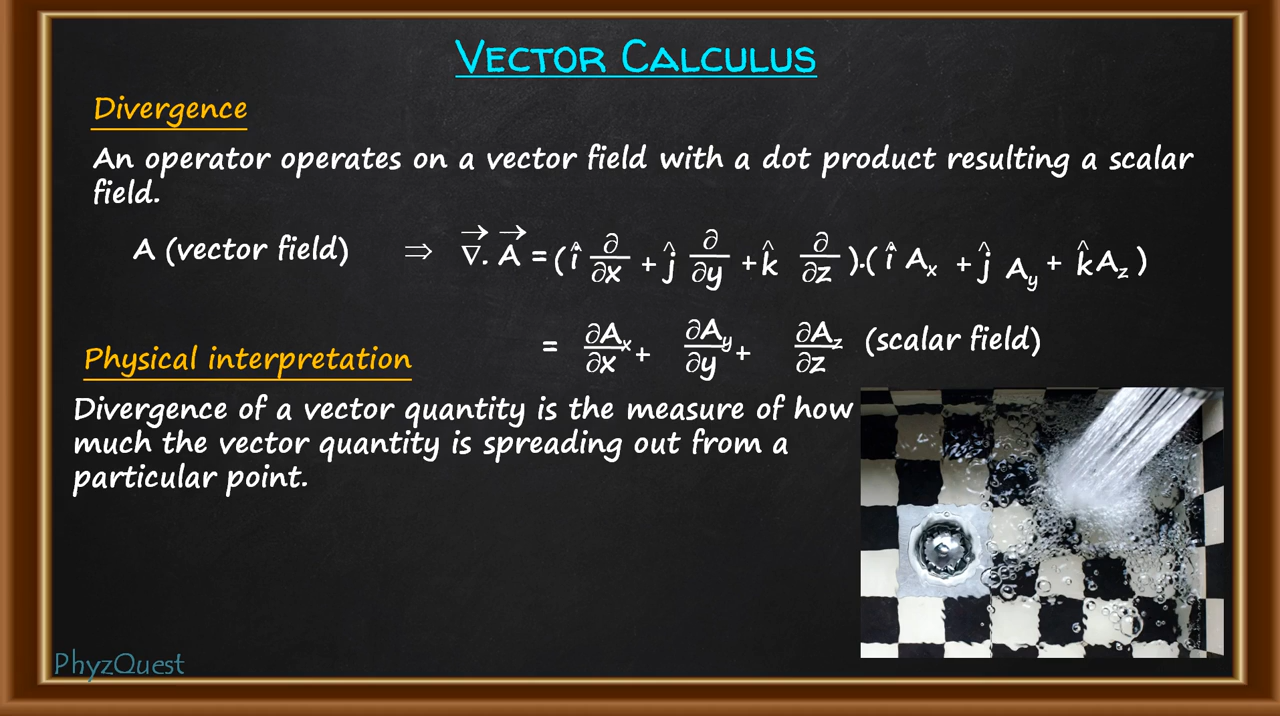 VECTOR CALCULUS
Divergence
An operator operates on a vector field with a dot product resulting a scalar
field.
A (vector field) ⇒ ∇⃗. A⃗ = (î ∂/∂x + ĵ ∂/∂y + k̂ ∂/∂z ).( î Aₓ + ĵ A_y + k̂ A_z )
= ∂Aₓ/∂x + ∂A_y/∂y + ∂A_z/∂z (scalar field)
Physical interpretation
Divergence of a vector quantity is the measure of how
much the vector quantity is spreading out from a
particular point.
PhyzQuest